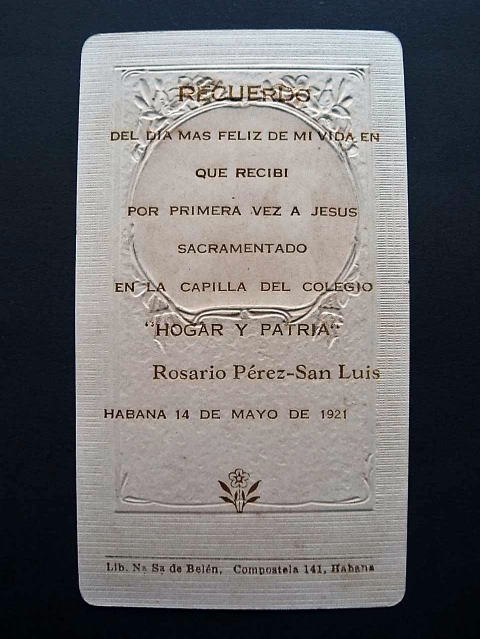 RECUERDO
DEL DIA MAS FELIZ DE MI VIDA EN
QUE RECIBI
POR PRIMERA VEZ A JESUS
SACRAMENTADO
EN LA CAPILLA DEL COLEGIO
"HOGAR Y PATRIA"
Rosario Pérez-San Luis
HABANA 14 DE MAYO DE 1921
Lib. Nª Sª de Belén, Compostela 141, Habana